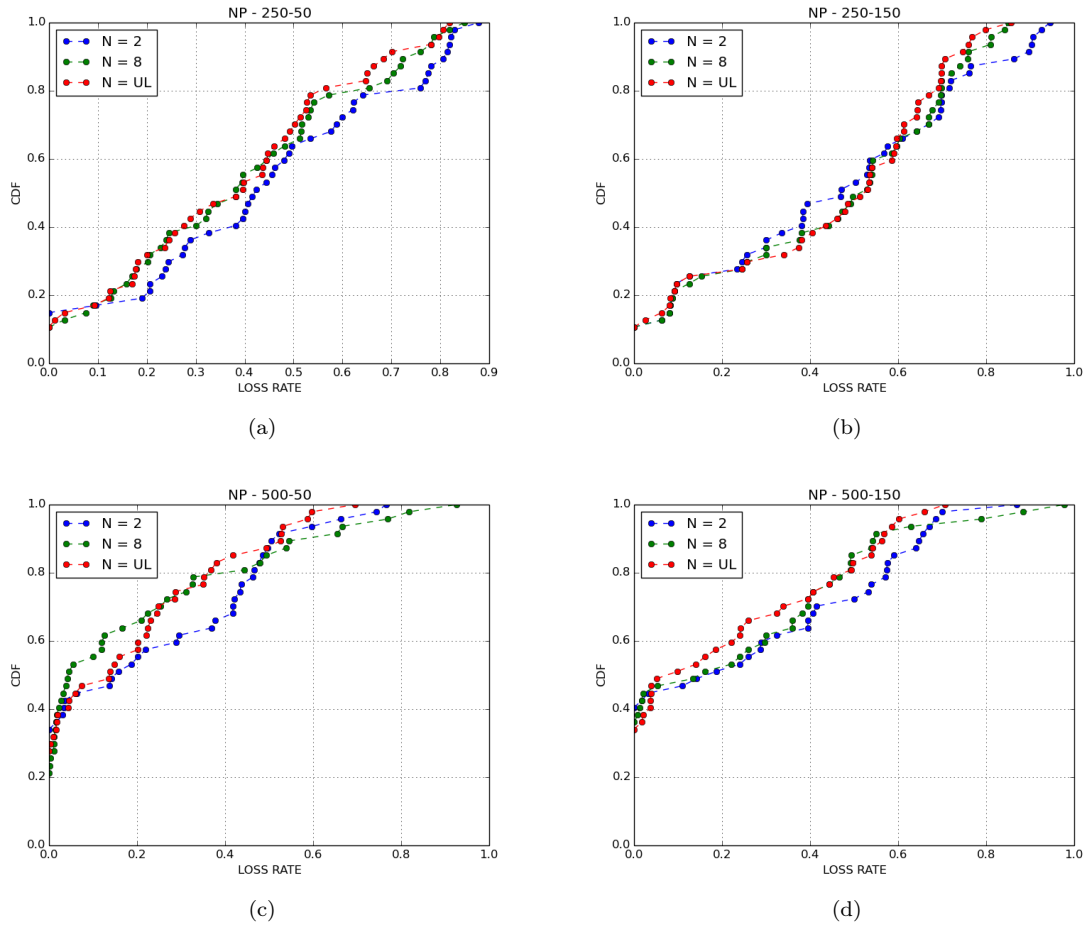 NP - 250-50
1.0
0.8
0.6
0.4
0.2
0.0
CDF
N = 2
N = 8
N = UL
0.0 0.1 0.2 0.3 0.4 0.5 0.6 0.7 0.8 0.9
LOSS RATE
(a)
NP - 250-150
1.0
0.8
0.6
0.4
0.2
0.0
CDF
N = 2
N = 8
N = UL
0.0 0.2 0.4 0.6 0.8 1.0
LOSS RATE
(b)
NP - 500-50
1.0
0.8
0.6
0.4
0.2
0.0
CDF
N = 2
N = 8
N = UL
0.0 0.2 0.4 0.6 0.8 1.0
LOSS RATE
(c)
NP - 500-150
1.0
0.8
0.6
0.4
0.2
0.0
CDF
N = 2
N = 8
N = UL
0.0 0.2 0.4 0.6 0.8 1.0
LOSS RATE
(d)